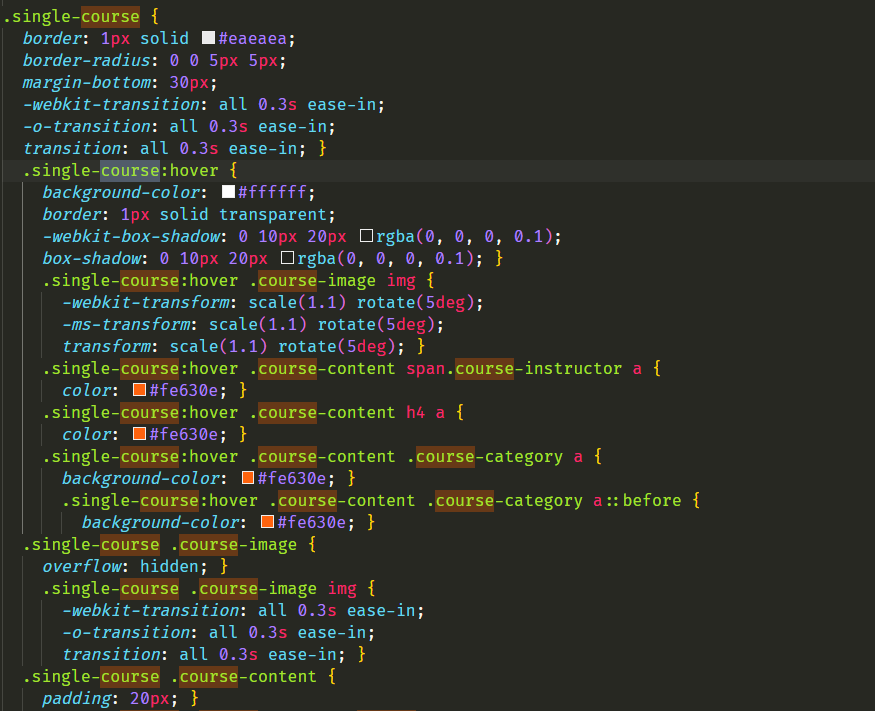 .single-course {
  border: 1px solid #eaeaea;
  border-radius: 0 0 5px 5px;
  margin-bottom: 30px;
  -webkit-transition: all 0.3s ease-in;
  -o-transition: all 0.3s ease-in;
  transition: all 0.3s ease-in; }
  .single-course:hover {
    background-color: #ffffff;
    border: 1px solid transparent;
    -webkit-box-shadow: 0 10px 20px rgba(0, 0, 0, 0.1);
    box-shadow: 0 10px 20px rgba(0, 0, 0, 0.1); }
    .single-course:hover .course-image img {
      -webkit-transform: scale(1.1) rotate(5deg);
      -ms-transform: scale(1.1) rotate(5deg);
      transform: scale(1.1) rotate(5deg); }
    .single-course:hover .course-content span.course-instructor a {
      color: #fe630e; }
    .single-course:hover .course-content h4 a {
      color: #fe630e; }
    .single-course:hover .course-content .course-category a {
      background-color: #fe630e; }
      .single-course:hover .course-content .course-category a::before {
        background-color: #fe630e; }
  .single-course .course-image {
    overflow: hidden; }
    .single-course .course-image img {
      -webkit-transition: all 0.3s ease-in;
      -o-transition: all 0.3s ease-in;
      transition: all 0.3s ease-in; }
  .single-course .course-content {
    padding: 20px; }